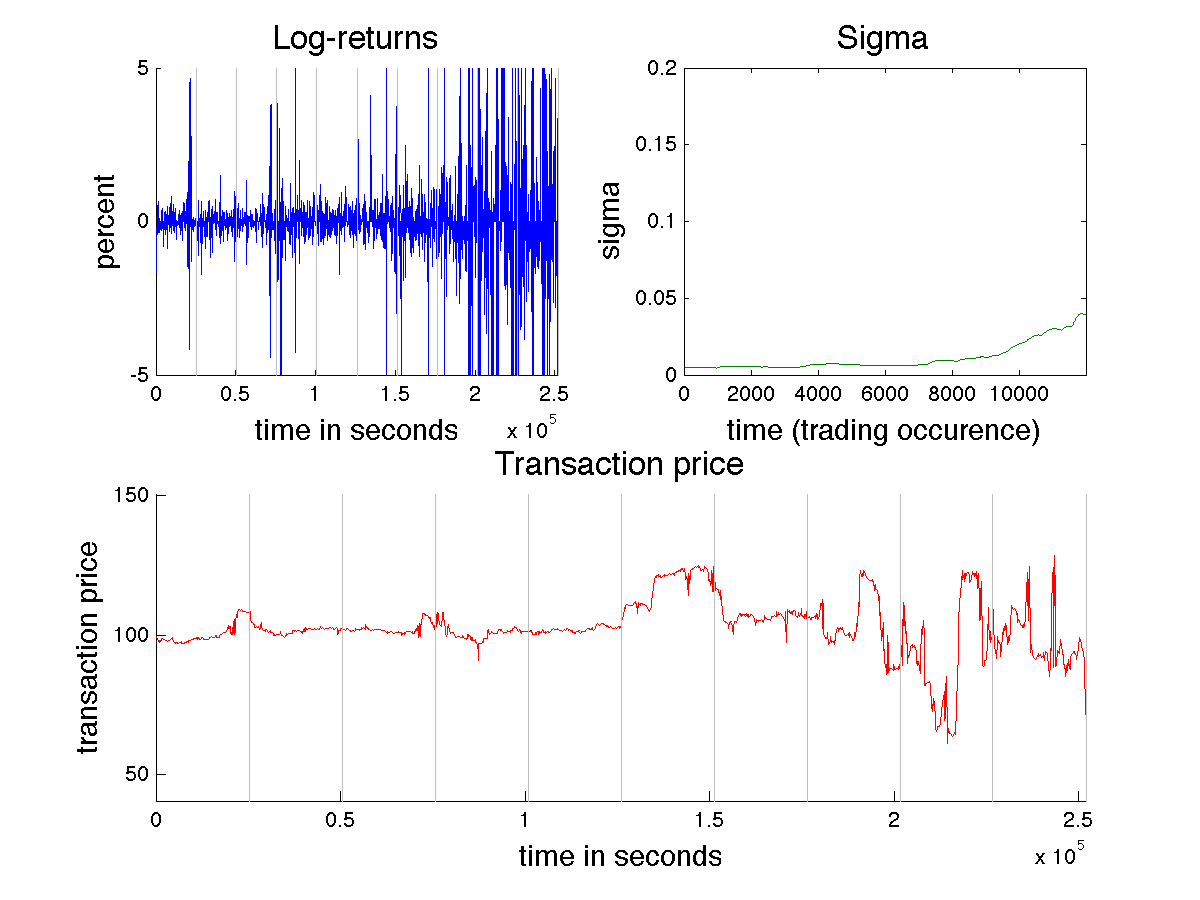 Log-returns
5
0
-5
percent
0 0.5 1 1.5 2 2.5
x 10^5
time in seconds
Sigma
0.2
0.15
0.1
0.05
0
sigma
0 2000 4000 6000 8000 10000
time (trading occurence)
Transaction price
150
100
50
transaction price
0 0.5 1 1.5 2 2.5
x 10^5
time in seconds